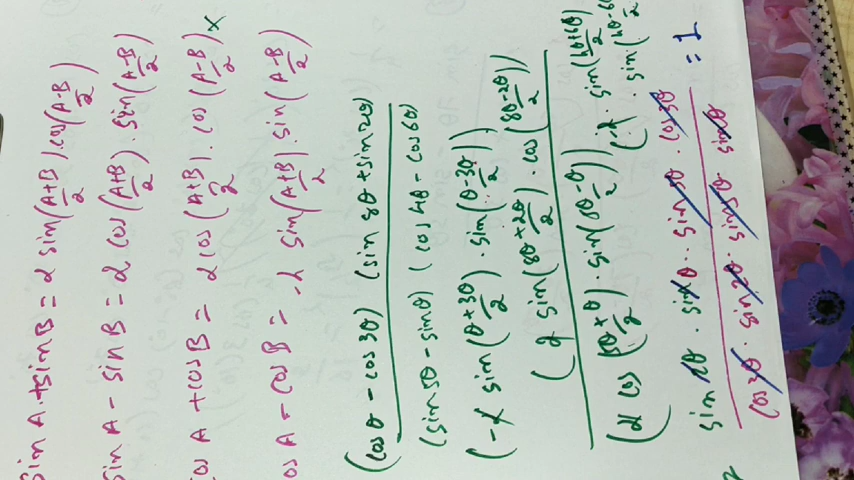 Sin A + sin B = 2 sin(A+B/2).cos(A-B/2)
Sin A - sin B = 2 cos(A+B/2).sin(A-B/2)
cos A + cos B = 2 cos(A+B/2).cos(A-B/2) x
cos A - cos B = -2 sin(A+B/2).sin(A-B/2)
(cos θ - cos 3θ) (sin 8θ + sin 2θ)
(sin 5θ - sin θ) (cos 4θ - cos 6θ)
(-2 sin(θ+3θ/2).sin(θ-3θ/2))
(2 sin(8θ+2θ/2).cos(8θ-2θ/2))
(2 cos(5θ+θ/2).sin(5θ-θ/2)) (-2.sin(4θ+6θ/2)
.sin(4θ-6θ/2)
sin 2θ . sin θ . sin 5θ . cos 3θ = 1
cos 3θ . sin 2θ . sin 5θ . sin θ